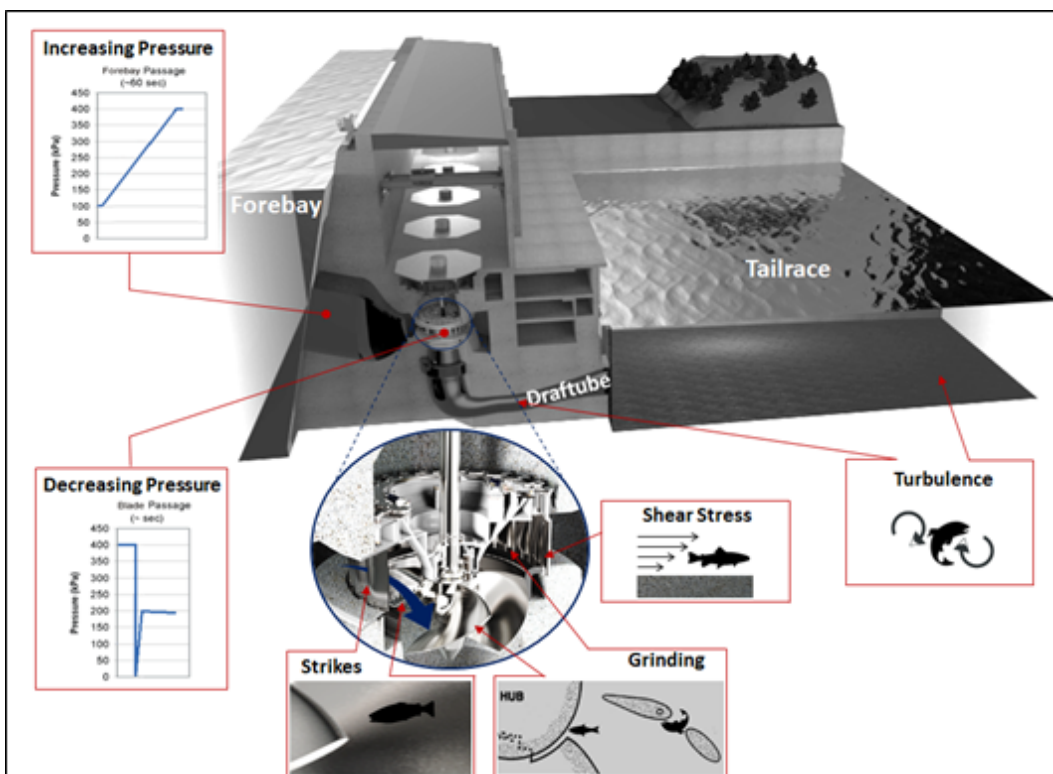 Increasing Pressure
Forebay Passage
(~60 sec)
450
400
350
300
250
200
150
100
50
0
Pressure (kPa)
Forebay
Tailrace
Draftube
Decreasing Pressure
Blade Passage
(~ sec)
450
400
350
300
250
200
150
100
50
0
Pressure (kPa)
Shear Stress
Turbulence
Strikes
Grinding
HUB